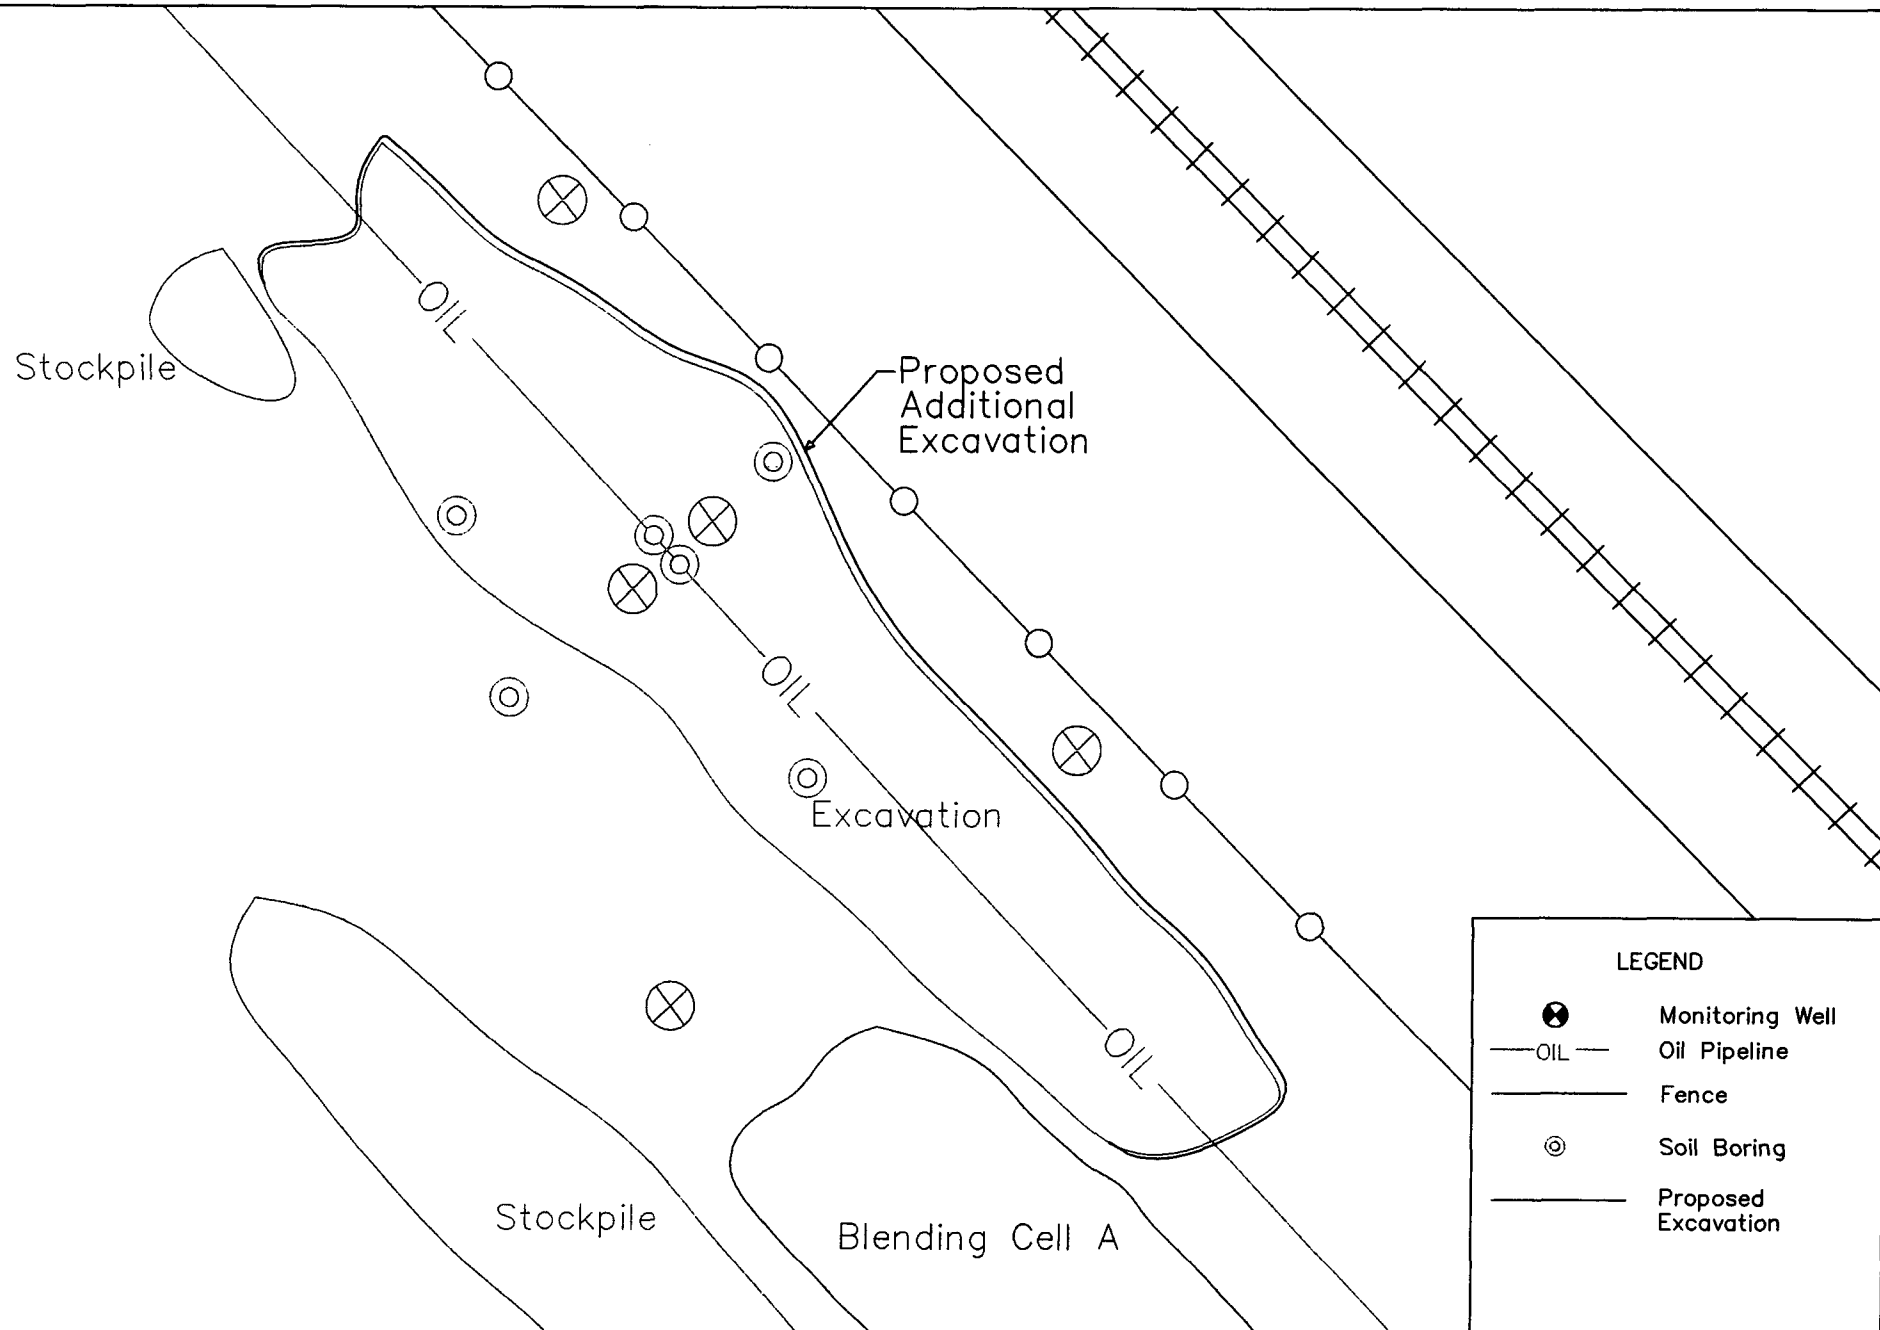 OIL
Stockpile
Proposed
Additional
Excavation
OIL
Excavation
OIL
Stockpile
Blending Cell A
LEGEND
Monitoring Well
OIL Oil Pipeline
Fence
Soil Boring
Proposed
Excavation